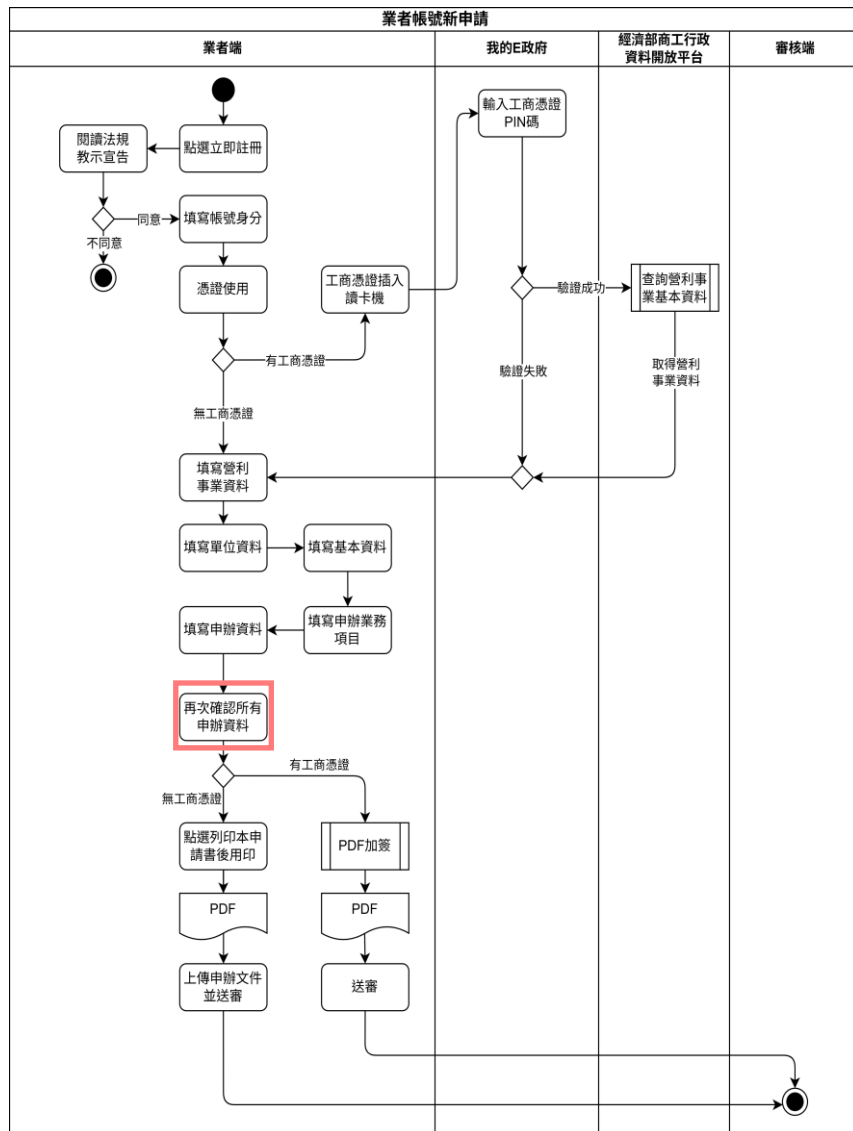 業者帳號新申請
業者端
我的E政府
經濟部商工行政
資料開放平台
審核端
點選立即註冊
閱讀法規
教示宣告
同意
不同意
填寫帳號身分
憑證使用
有工商憑證
無工商憑證
工商憑證插入
讀卡機
輸入工商憑證
PIN碼
驗證成功
驗證失敗
查詢營利事
業基本資料
取得營利
事業資料
填寫營利
事業資料
填寫單位資料
填寫基本資料
填寫申辦業務
項目
填寫申辦資料
再次確認所有
申辦資料
有工商憑證
無工商憑證
點選列印本申
請書後用印
PDF加簽
PDF
PDF
上傳申辦文件
並送審
送審